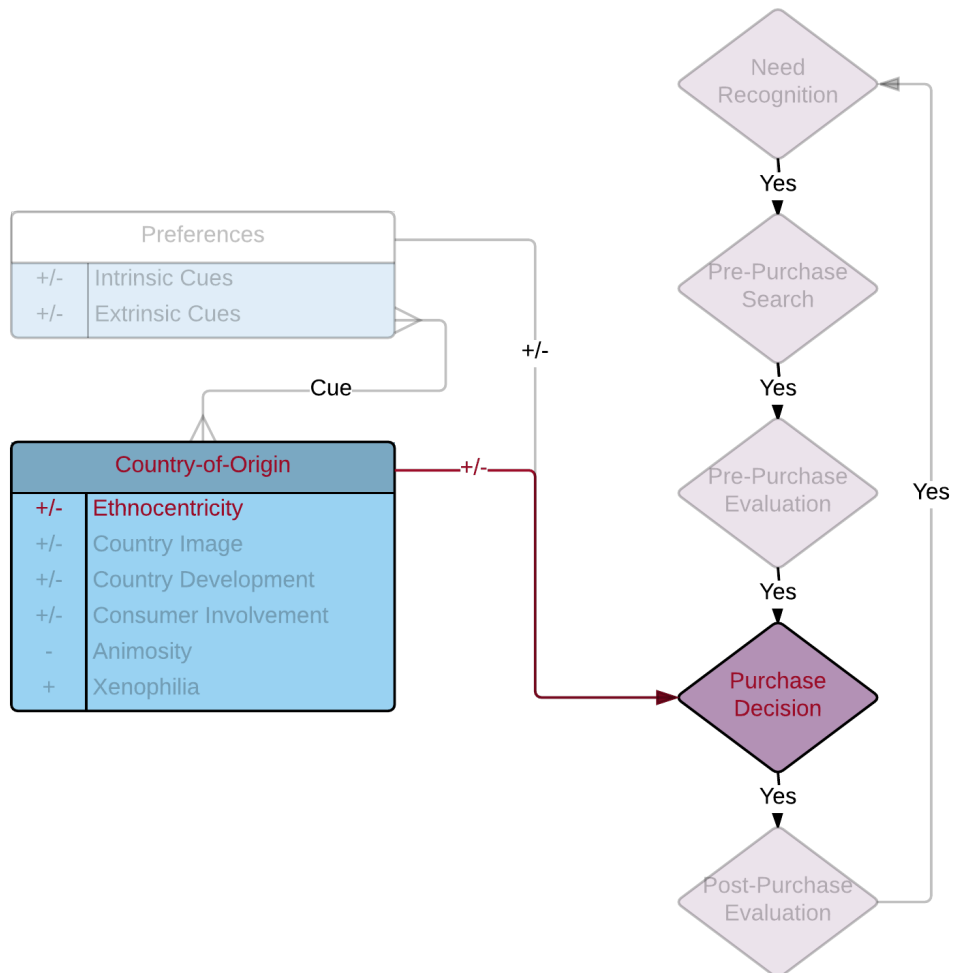 Need
Recognition
Yes
Preferences
+/- Intrinsic Cues
+/- Extrinsic Cues
Pre-Purchase
Search
+/-
Cue
Yes
Country-of-Origin
+/-
+/- Ethnocentricity
+/- Country Image
+/- Country Development
+/- Consumer Involvement
- Animosity
+ Xenophilia
Pre-Purchase
Evaluation
Yes
Yes
Purchase
Decision
Yes
Post-Purchase
Evaluation